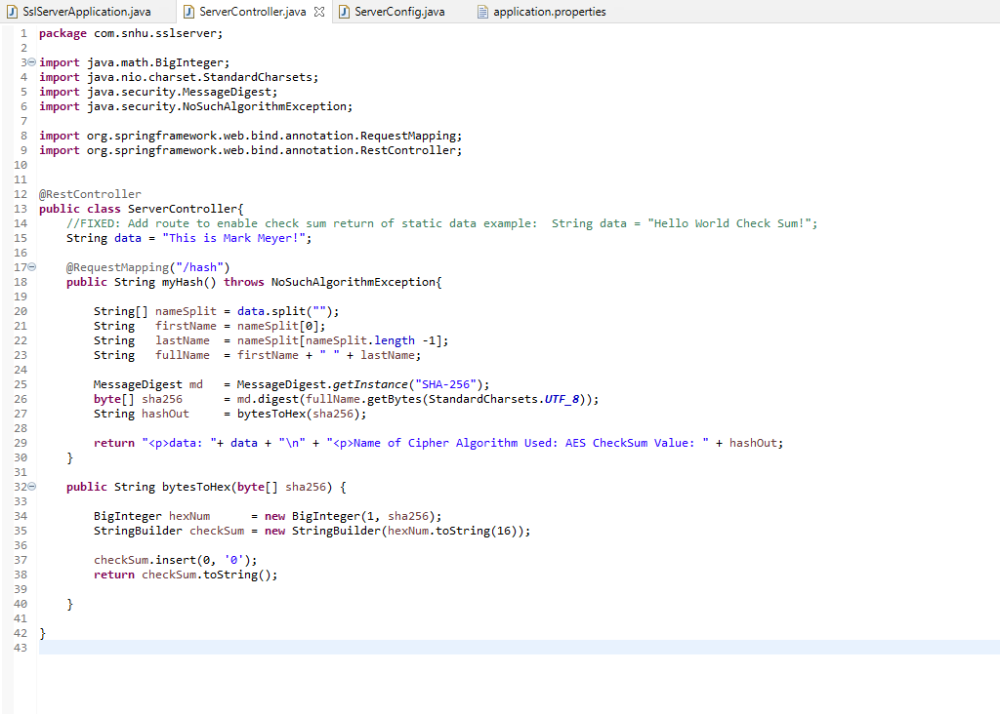 SslServerApplication.java ServerController.java ServerConfig.java application.properties
1 package com.snhu.sslserver;
2
3 import java.math.BigInteger;
4 import java.nio.charset.StandardCharsets;
5 import java.security.MessageDigest;
6 import java.security.NoSuchAlgorithmException;
7
8 import org.springframework.web.bind.annotation.RequestMapping;
9 import org.springframework.web.bind.annotation.RestController;
10
11
12 @RestController
13 public class ServerController{
14     //FIXED: Add route to enable check sum return of static data example:  String data = "Hello World Check Sum!";
15     String data = "This is Mark Meyer!";
16
17     @RequestMapping("/hash")
18     public String myHash() throws NoSuchAlgorithmException{
19
20         String[] nameSplit = data.split("");
21         String   firstName = nameSplit[0];
22         String   lastName  = nameSplit[nameSplit.length -1];
23         String   fullName  = firstName + " " + lastName;
24
25         MessageDigest md   = MessageDigest.getInstance("SHA-256");
26         byte[] sha256      = md.digest(fullName.getBytes(StandardCharsets.UTF_8));
27         String hashOut     = bytesToHex(sha256);
28
29         return "<p>data: "+ data + "\n" + "<p>Name of Cipher Algorithm Used: AES CheckSum Value: " + hashOut;
30     }
31
32     public String bytesToHex(byte[] sha256) {
33
34         BigInteger hexNum      = new BigInteger(1, sha256);
35         StringBuilder checkSum = new StringBuilder(hexNum.toString(16));
36
37         checkSum.insert(0, '0');
38         return checkSum.toString();
39
40     }
41
42 }
43